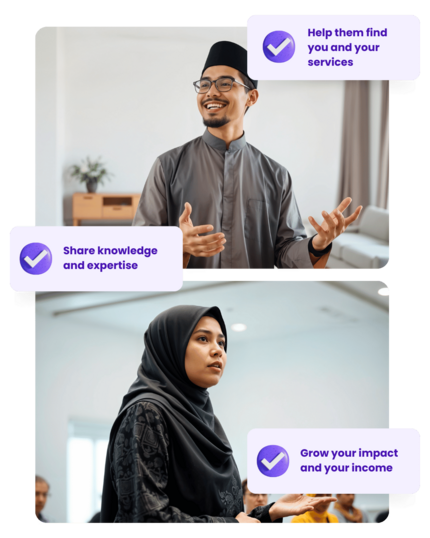 Help them find
you and your
services
Share knowledge
and expertise
Grow your impact
and your income